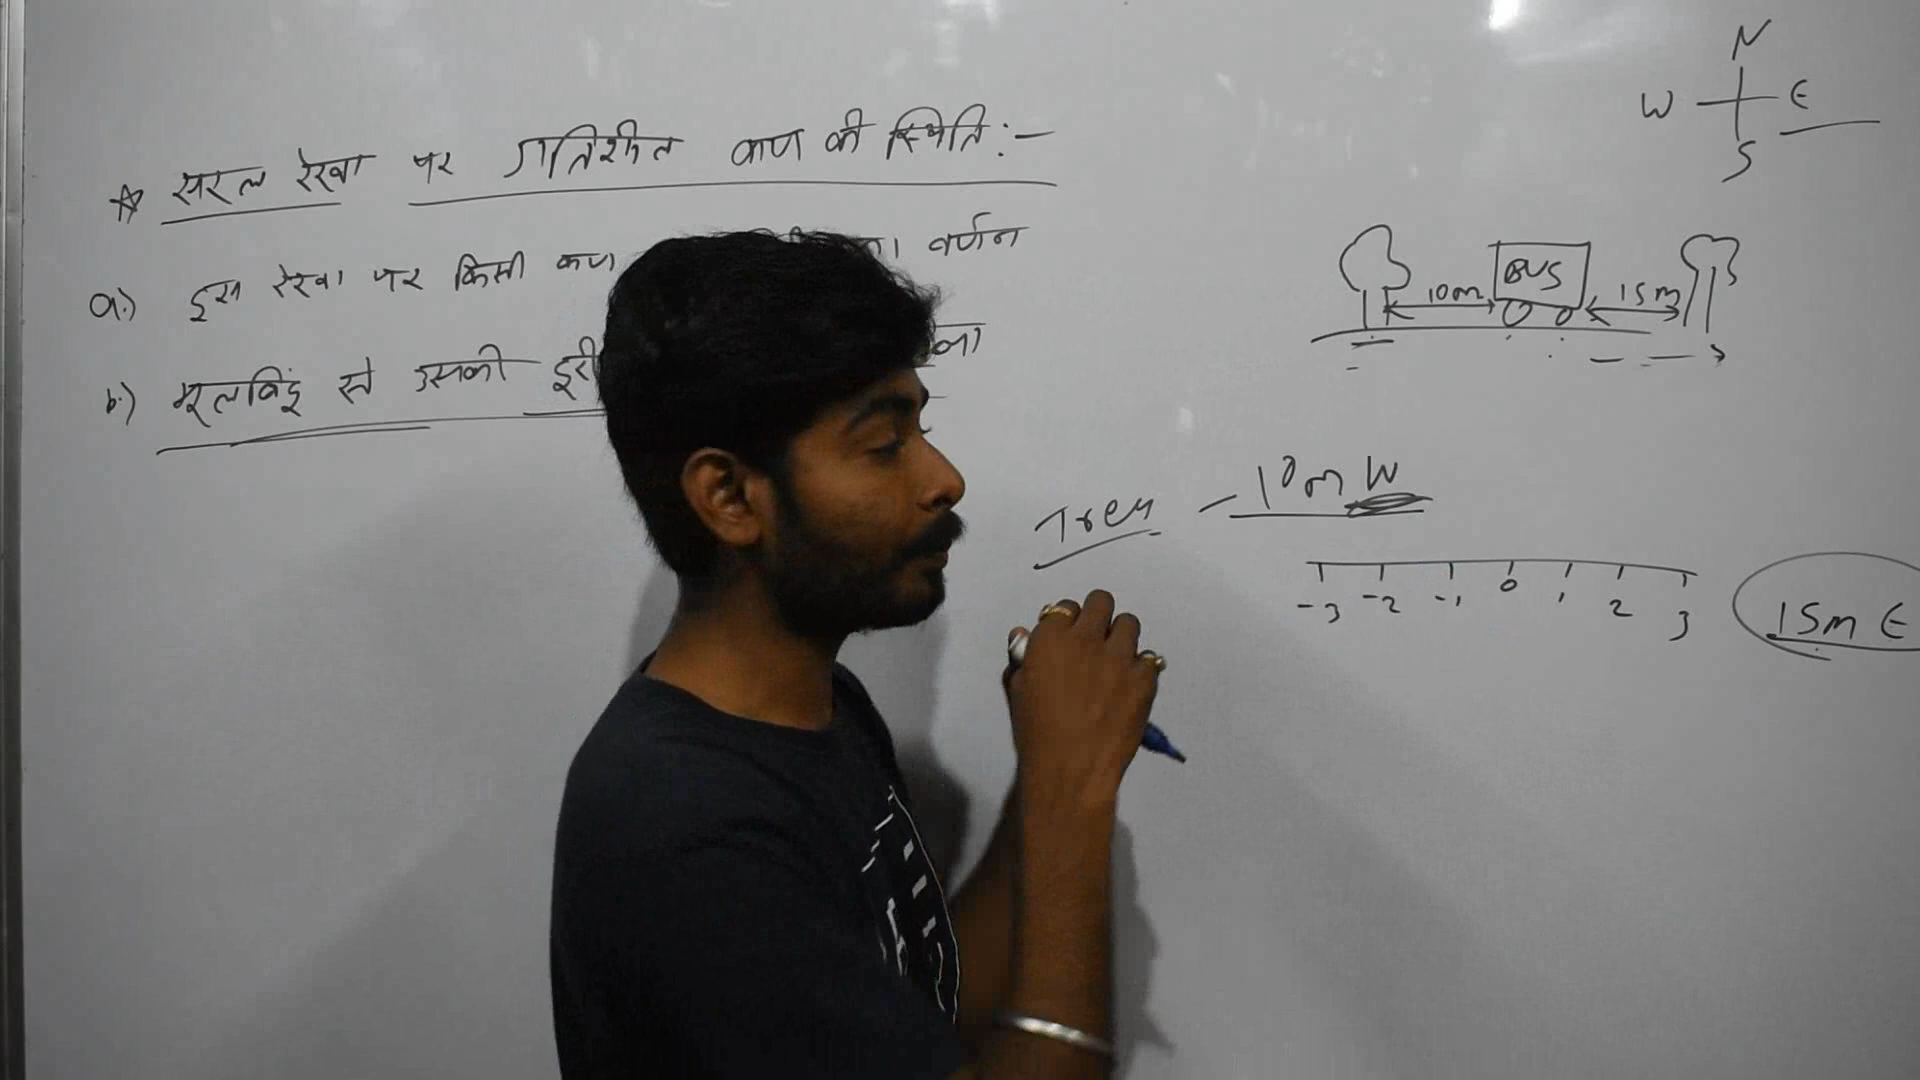 * सरल रेखा पर गतिशील कण की स्थिति:-
a.) इस रेखा पर किसी कण वर्णन
b.) मूलबिंदु से उसकी दूरी
N
W E
S
10m BUS 15m
Tree - 10m W
-3 -2 -1 0 1 2 3
15m E